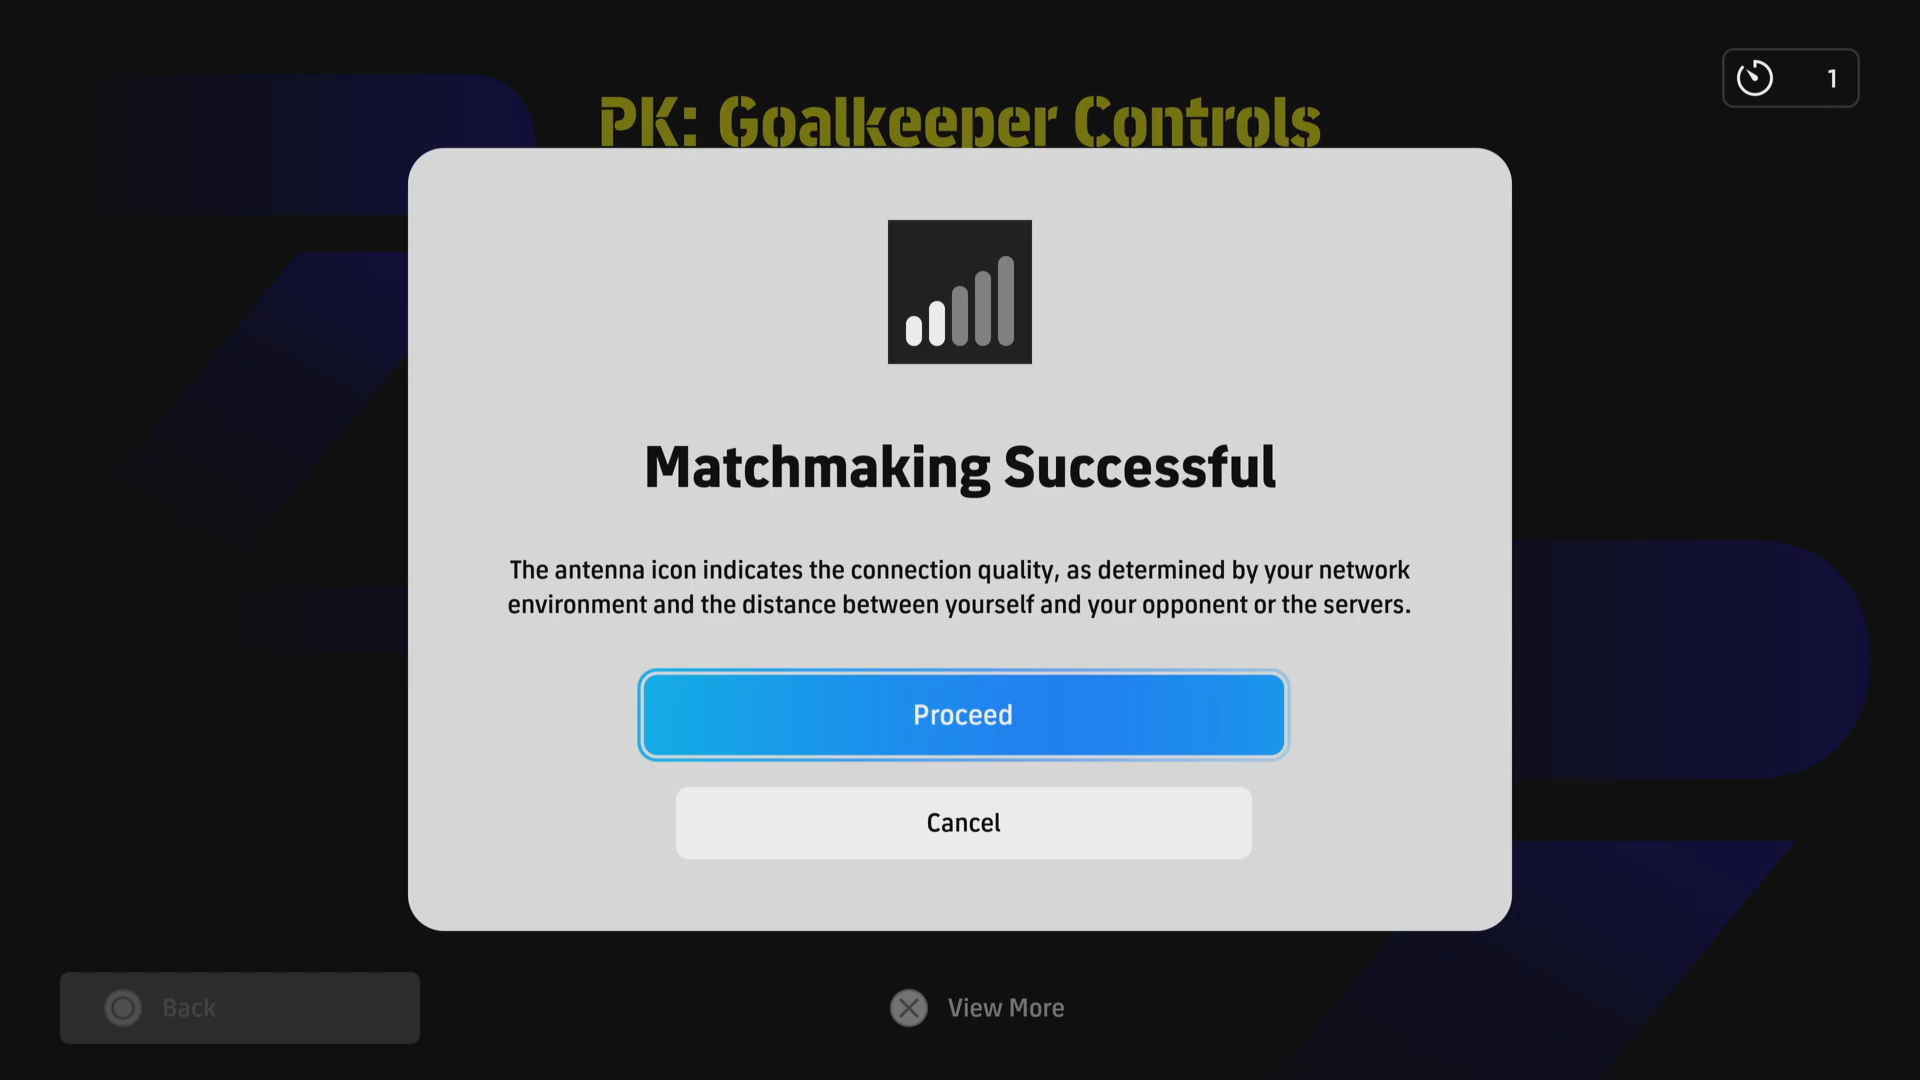 PK: Goalkeeper Controls
1
Matchmaking Successful
The antenna icon indicates the connection quality, as determined by your network
environment and the distance between yourself and your opponent or the servers.
Proceed
Cancel
Back
View More